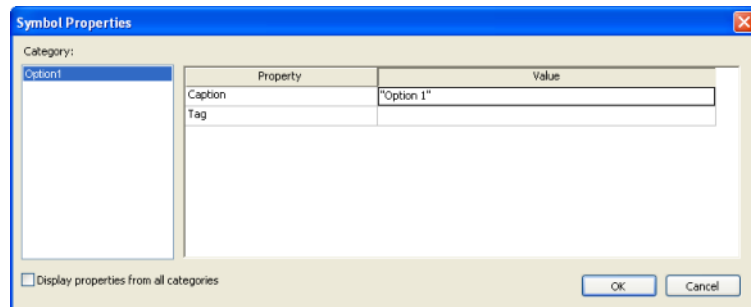 Symbol Properties
Category:
Option1
Property Value
Caption "Option 1"
Tag
Display properties from all categories
OK Cancel